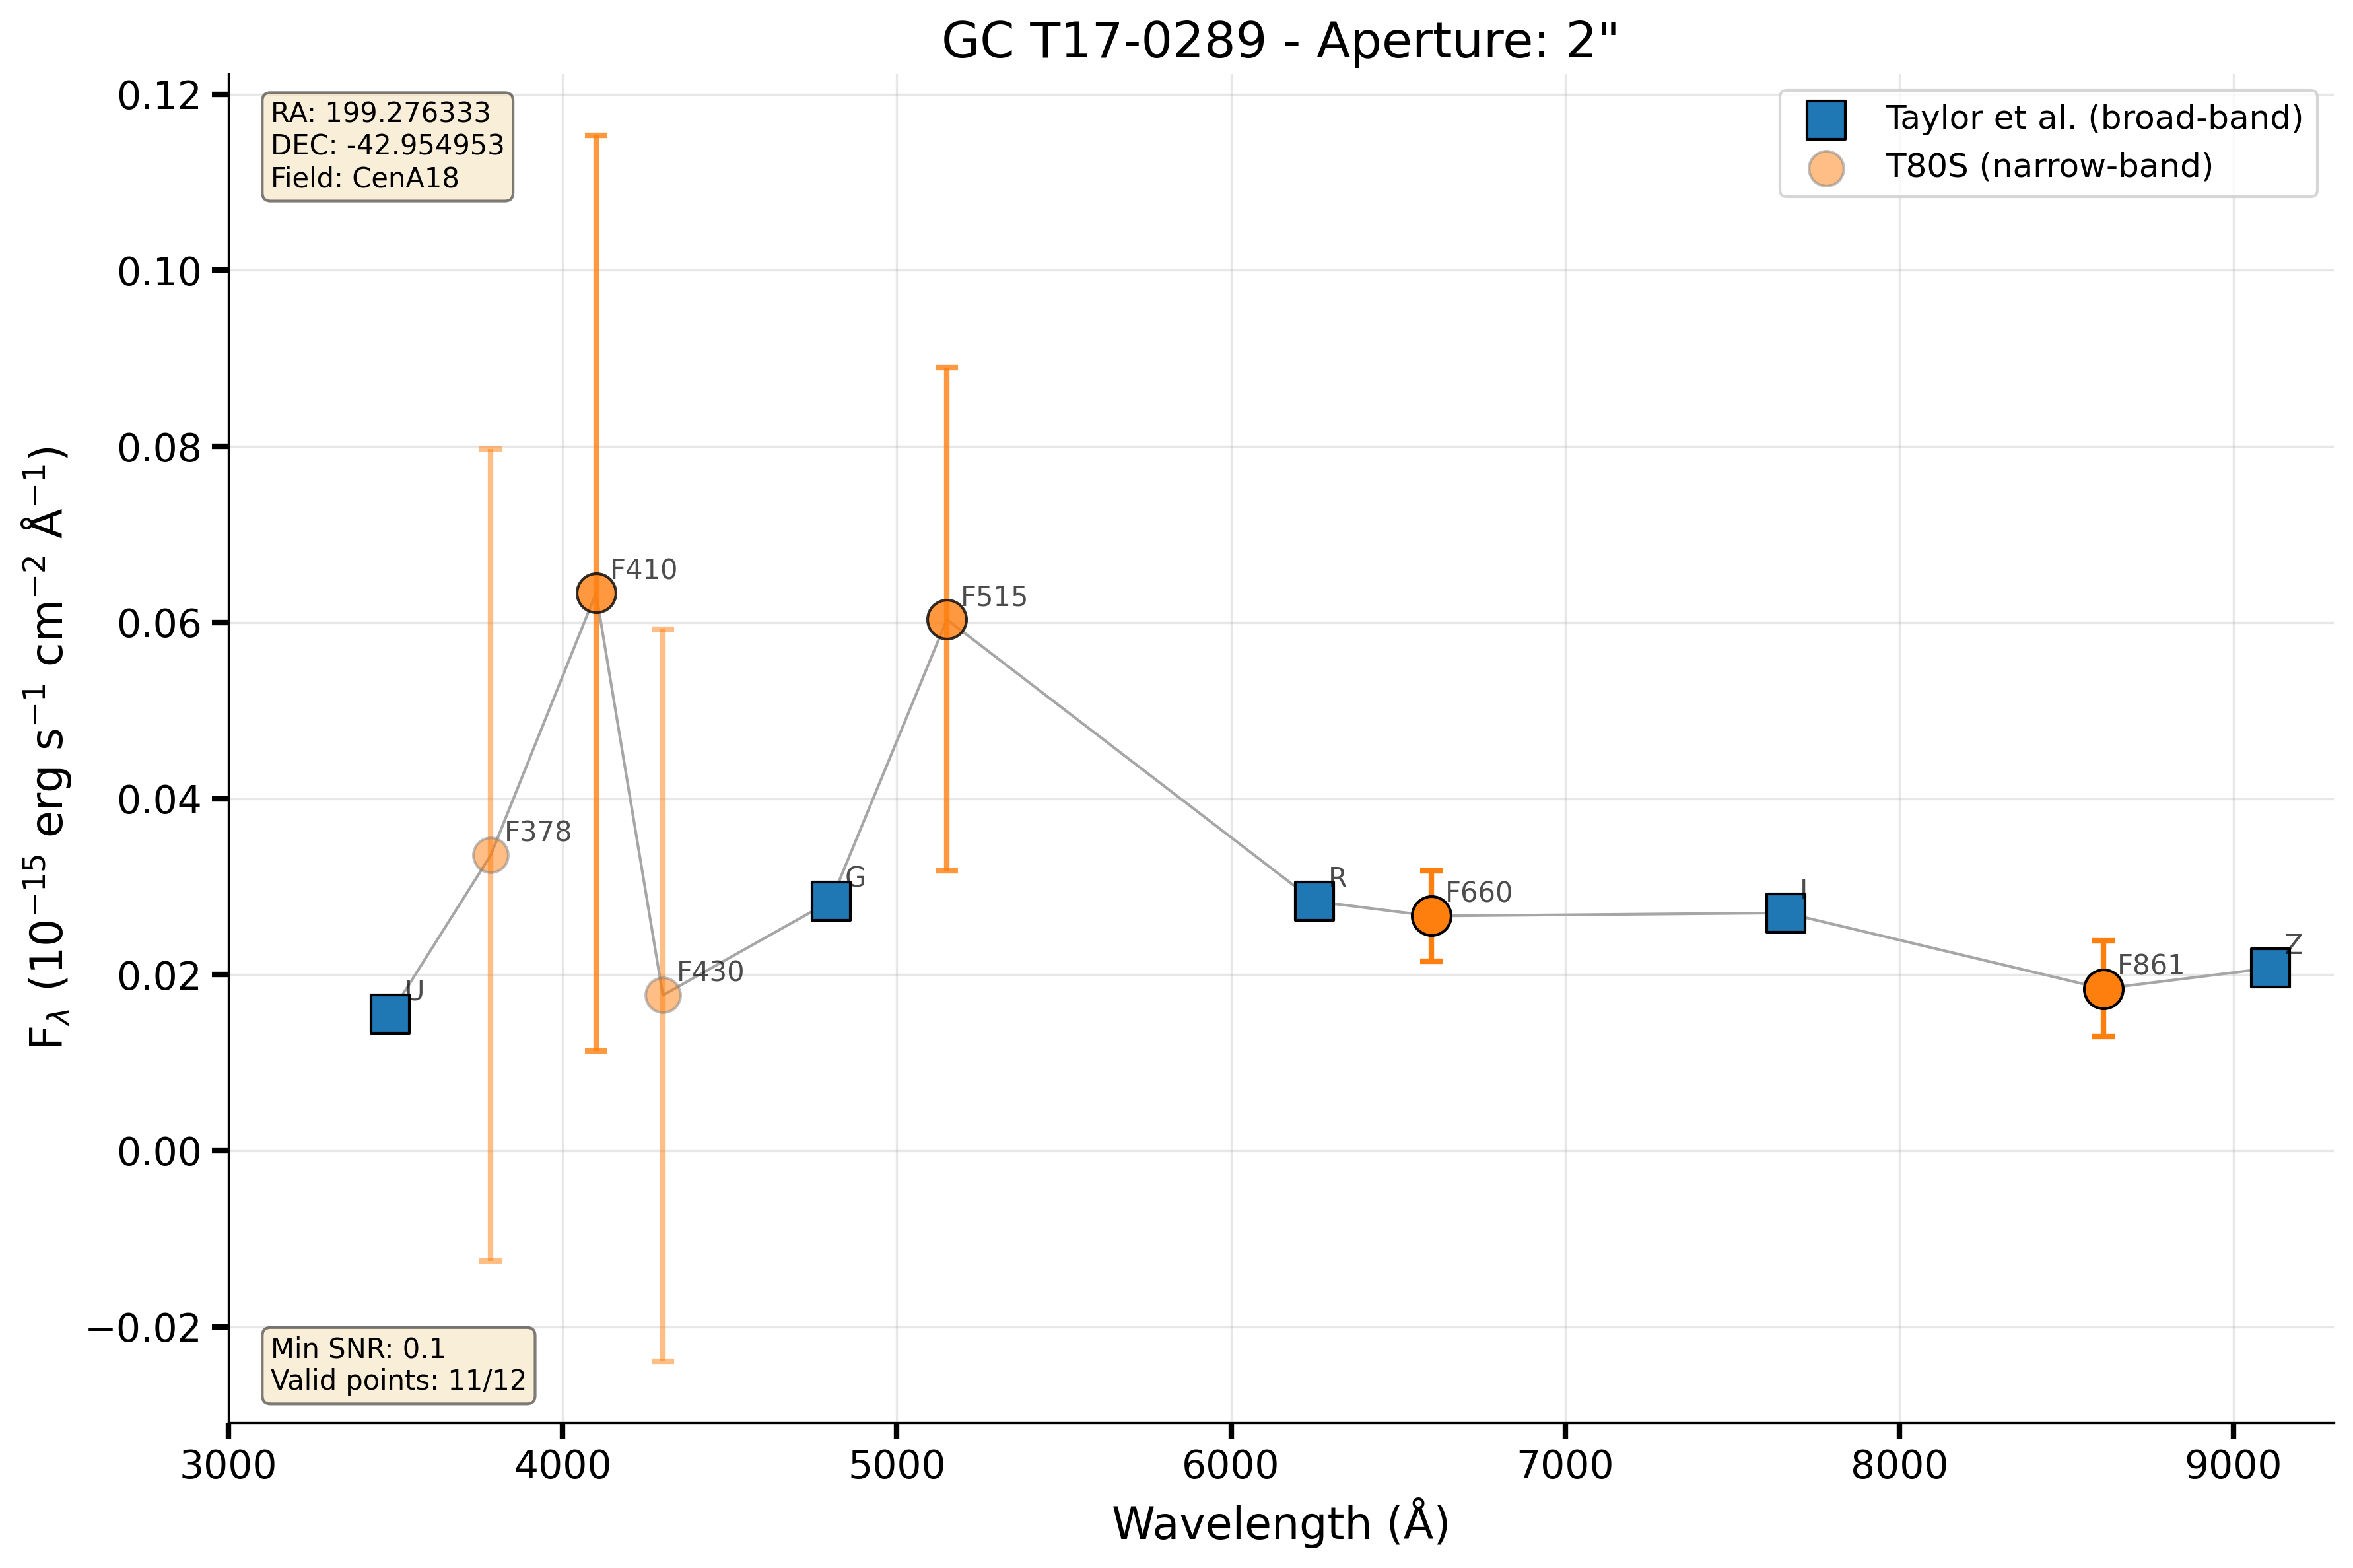 GC T17-0289 - Aperture: 2"
RA: 199.276333
DEC: -42.954953
Field: CenA18
Taylor et al. (broad-band)
T80S (narrow-band)
0.12
0.10
0.08
0.06
0.04
0.02
0.00
−0.02
F_λ (10⁻¹⁵ erg s⁻¹ cm⁻² Å⁻¹)
U
F378
F410
F430
G
F515
R
F660
I
F861
Z
Min SNR: 0.1
Valid points: 11/12
3000 4000 5000 6000 7000 8000 9000
Wavelength (Å)